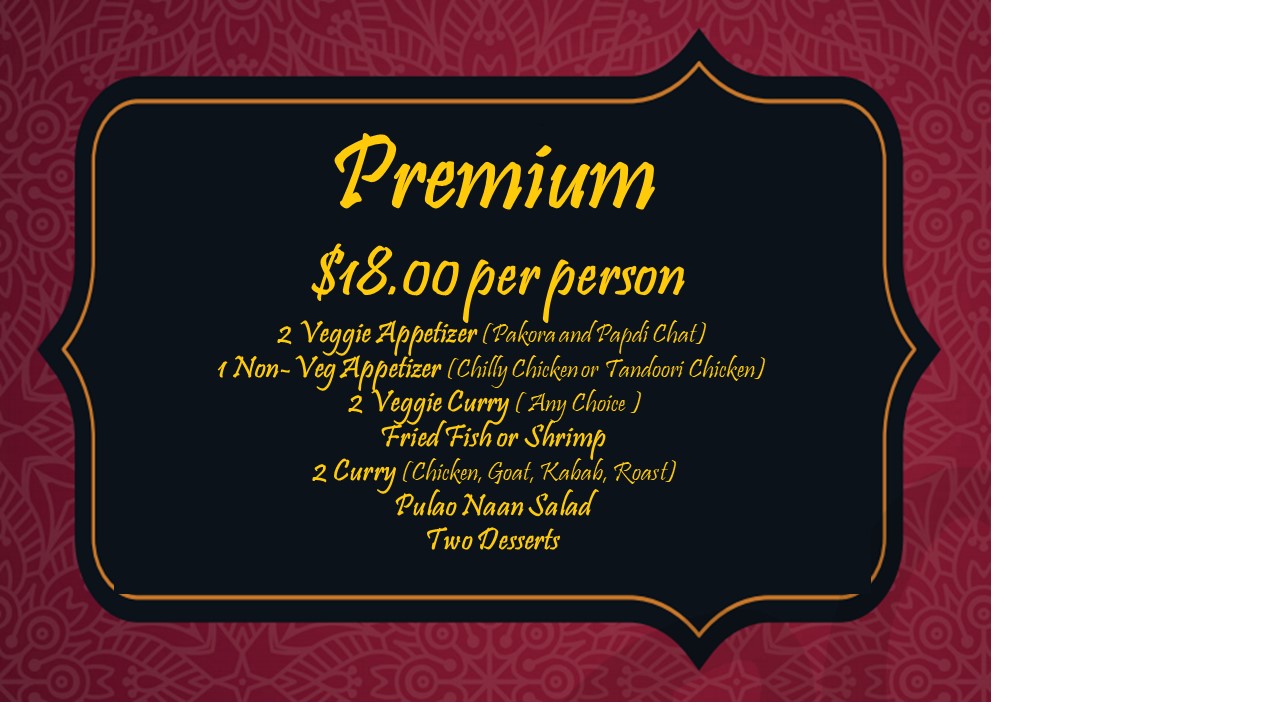 Premium
$18.00 per person
2 Veggie Appetizer (Pakora and Papdi Chat)
1 Non-Veg Appetizer (Chilly Chicken or Tandoori Chicken)
2 Veggie Curry ( Any Choice )
Fried Fish or Shrimp
2 Curry (Chicken, Goat, Kabab, Roast)
Pulao Naan Salad
Two Desserts